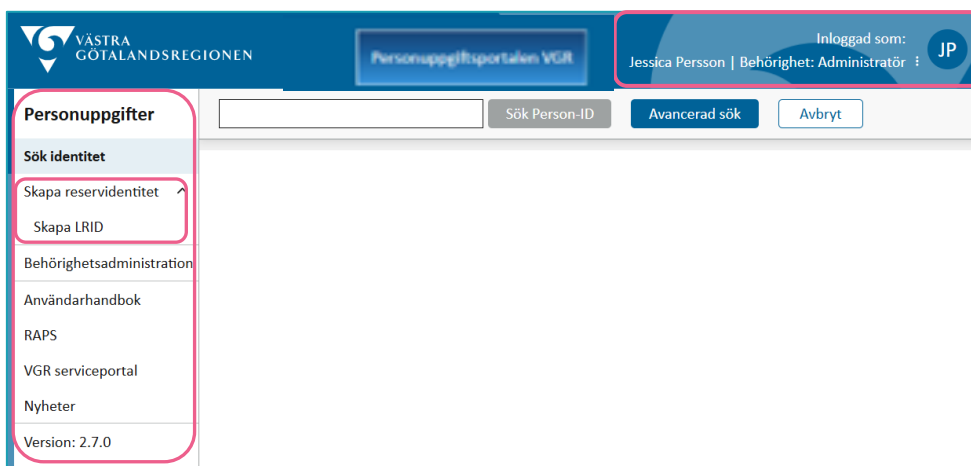 VÄSTRA
GÖTALANDSREGIONEN
Personuppgiftsportalen VGR
Inloggad som:
Jessica Persson | Behörighet: Administratör
JP
Personuppgifter
Sök Person-ID
Avancerad sök
Avbryt
Sök identitet
Skapa reservidentitet
Skapa LRID
Behörighetsadministration
Användarhandbok
RAPS
VGR serviceportal
Nyheter
Version: 2.7.0